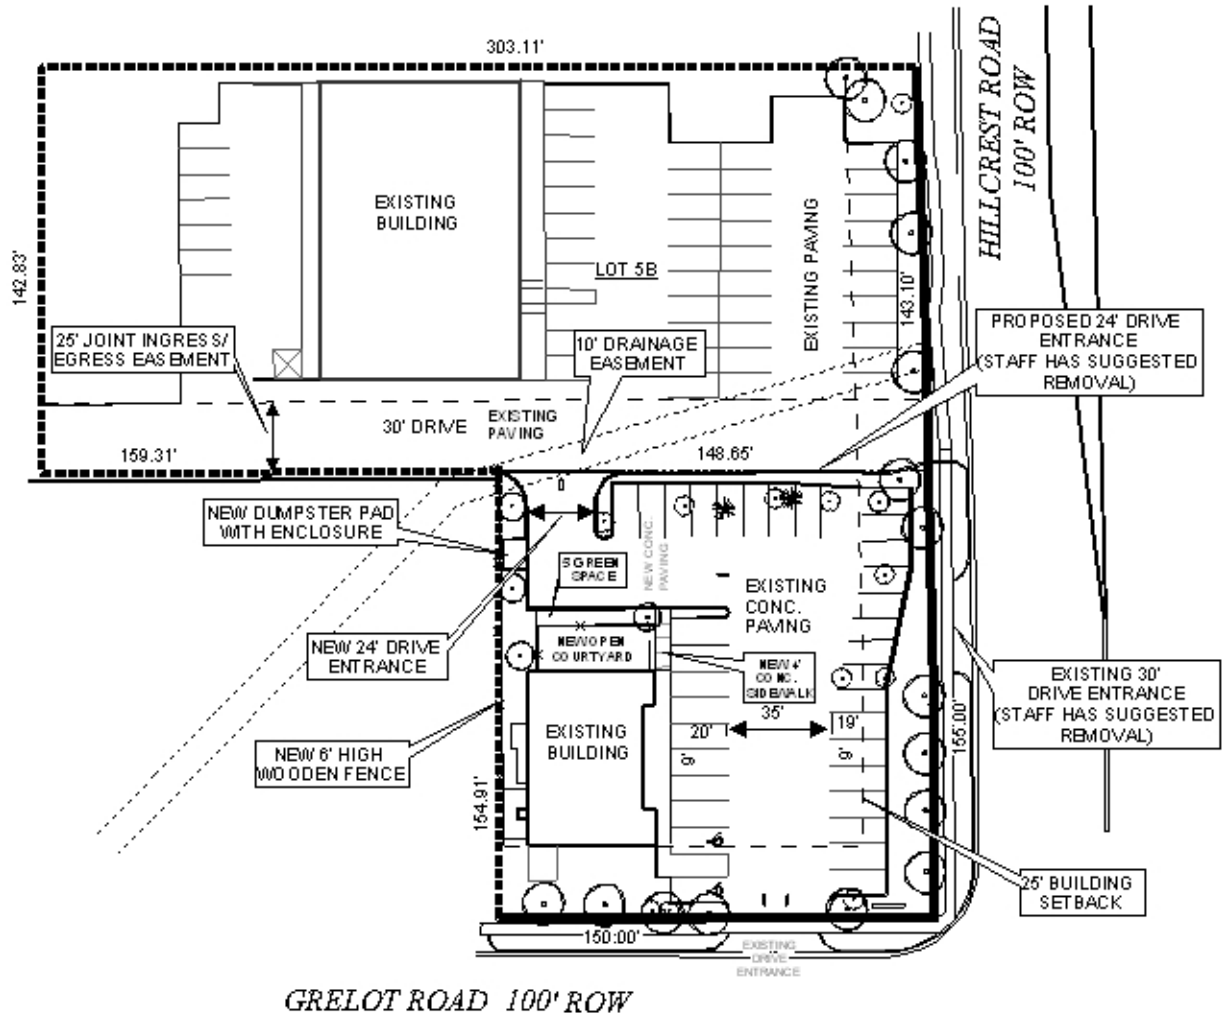 303.11'
HILLCREST ROAD
100' ROW
EXISTING
BUILDING
EXISTING PAVING
LOT 5B
142.83'
143.10'
25' JOINT INGRESS/
EGRESS EASEMENT
10' DRAINAGE
EASEMENT
PROPOSED 24' DRIVE
ENTRANCE
(STAFF HAS SUGGESTED
REMOVAL)
30' DRIVE
EXISTING
PAVING
159.31'
148.65'
NEW DUMPSTER PAD
WITH ENCLOSURE
NEW CONC.
PAVING
5 GREEN
SPACE
EXISTING
CONC.
PAVING
NEW 24' DRIVE
ENTRANCE
NEW OPEN
COURTYARD
NEW 4'
CONC.
SIDEWALK
EXISTING 30'
DRIVE ENTRANCE
(STAFF HAS SUGGESTED
REMOVAL)
155.00'
35'
20'
19'
9'
9'
EXISTING
BUILDING
NEW 6' HIGH
WOODEN FENCE
154.91'
25' BUILDING
SETBACK
150.00'
EXISTING
DRIVE
ENTRANCE
GRELOT ROAD 100' ROW